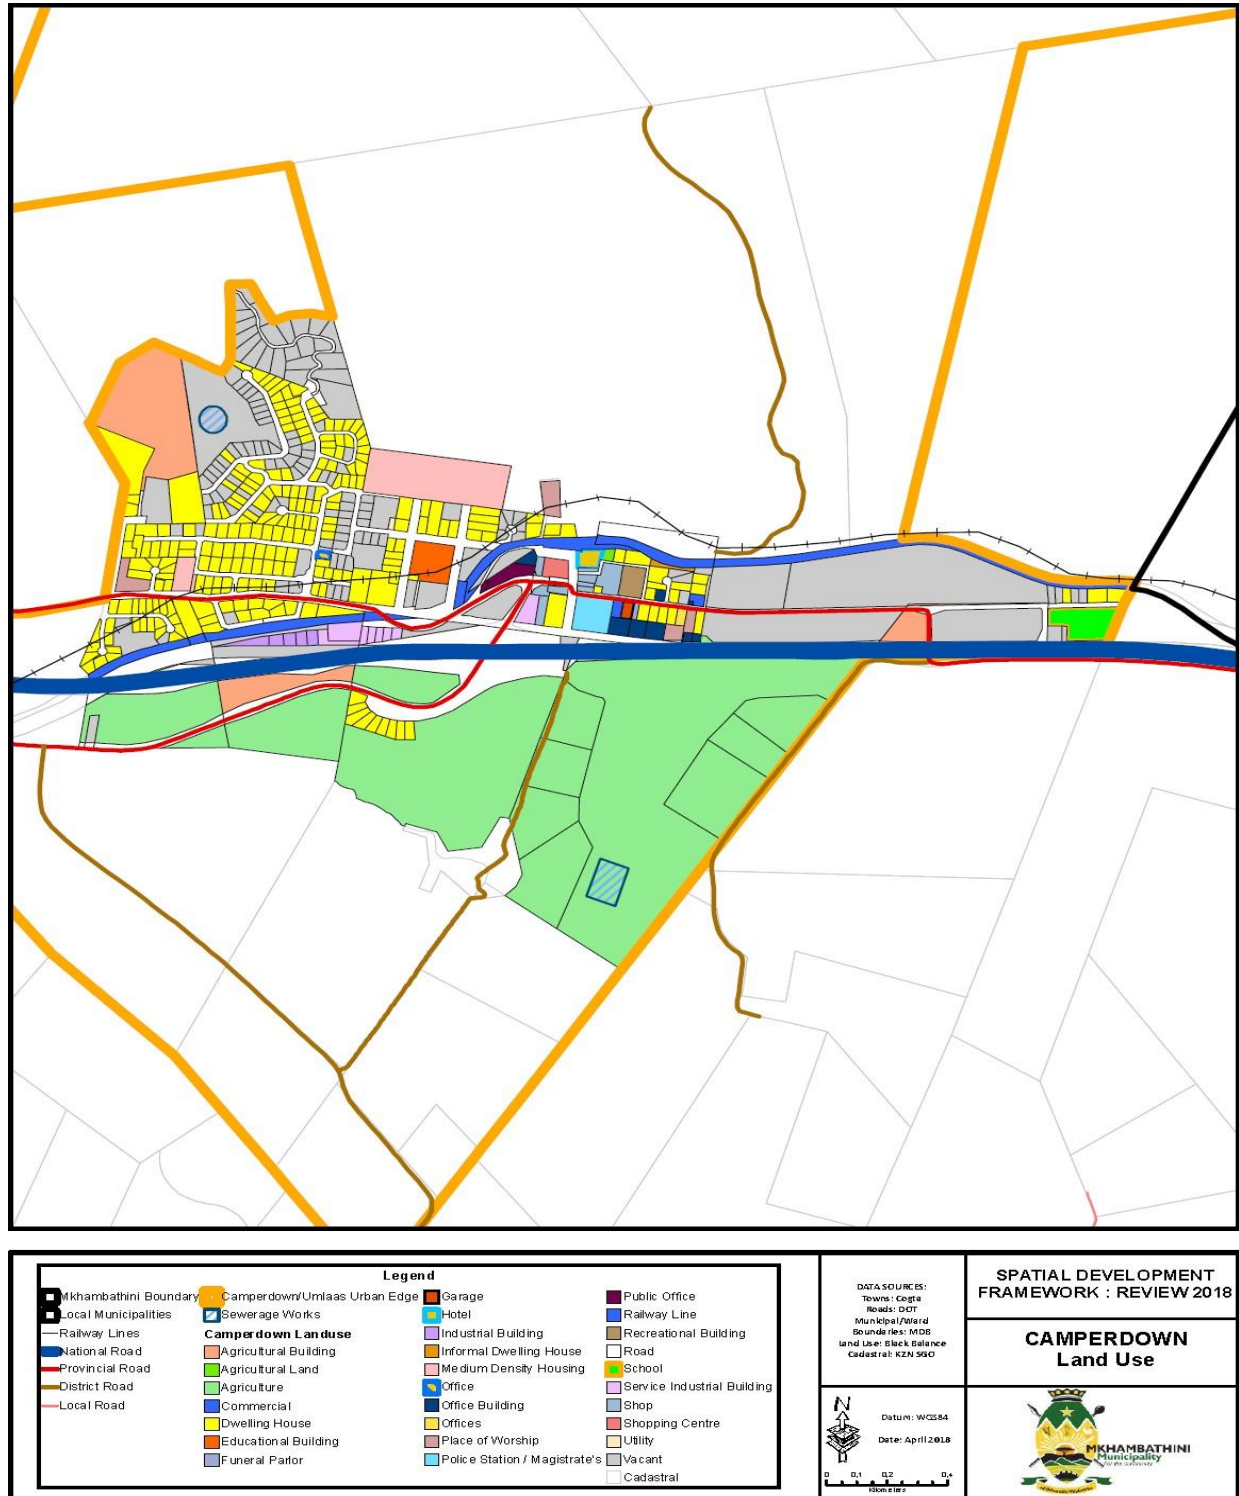 Legend
Mkhambathini Boundary
Local Municipalities
Railway Lines
National Road
Provincial Road
District Road
Local Road
Camperdown/Umlaas Urban Edge
Sewerage Works
Camperdown Landuse
Agricultural Building
Agricultural Land
Agriculture
Commercial
Dwelling House
Educational Building
Funeral Parlor
Garage
Hotel
Industrial Building
Informal Dwelling House
Medium Density Housing
Office
Office Building
Offices
Place of Worship
Police Station / Magistrate's
Public Office
Railway Line
Recreational Building
Road
School
Service Industrial Building
Shop
Shopping Centre
Utility
Vacant
Cadastral
DATA SOURCES:
Towns: Cogta
Roads: DOT
Municipal/Ward
Boundaries: MDB
Land Use: Black Balance
Cadastral: KZN SGO
N
Datum: WGS84
Date: April 2018
0 0,1 0,2 0,4
Kilometers
SPATIAL DEVELOPMENT
FRAMEWORK : REVIEW 2018
CAMPERDOWN
Land Use
MKHAMBATHINI
Municipality